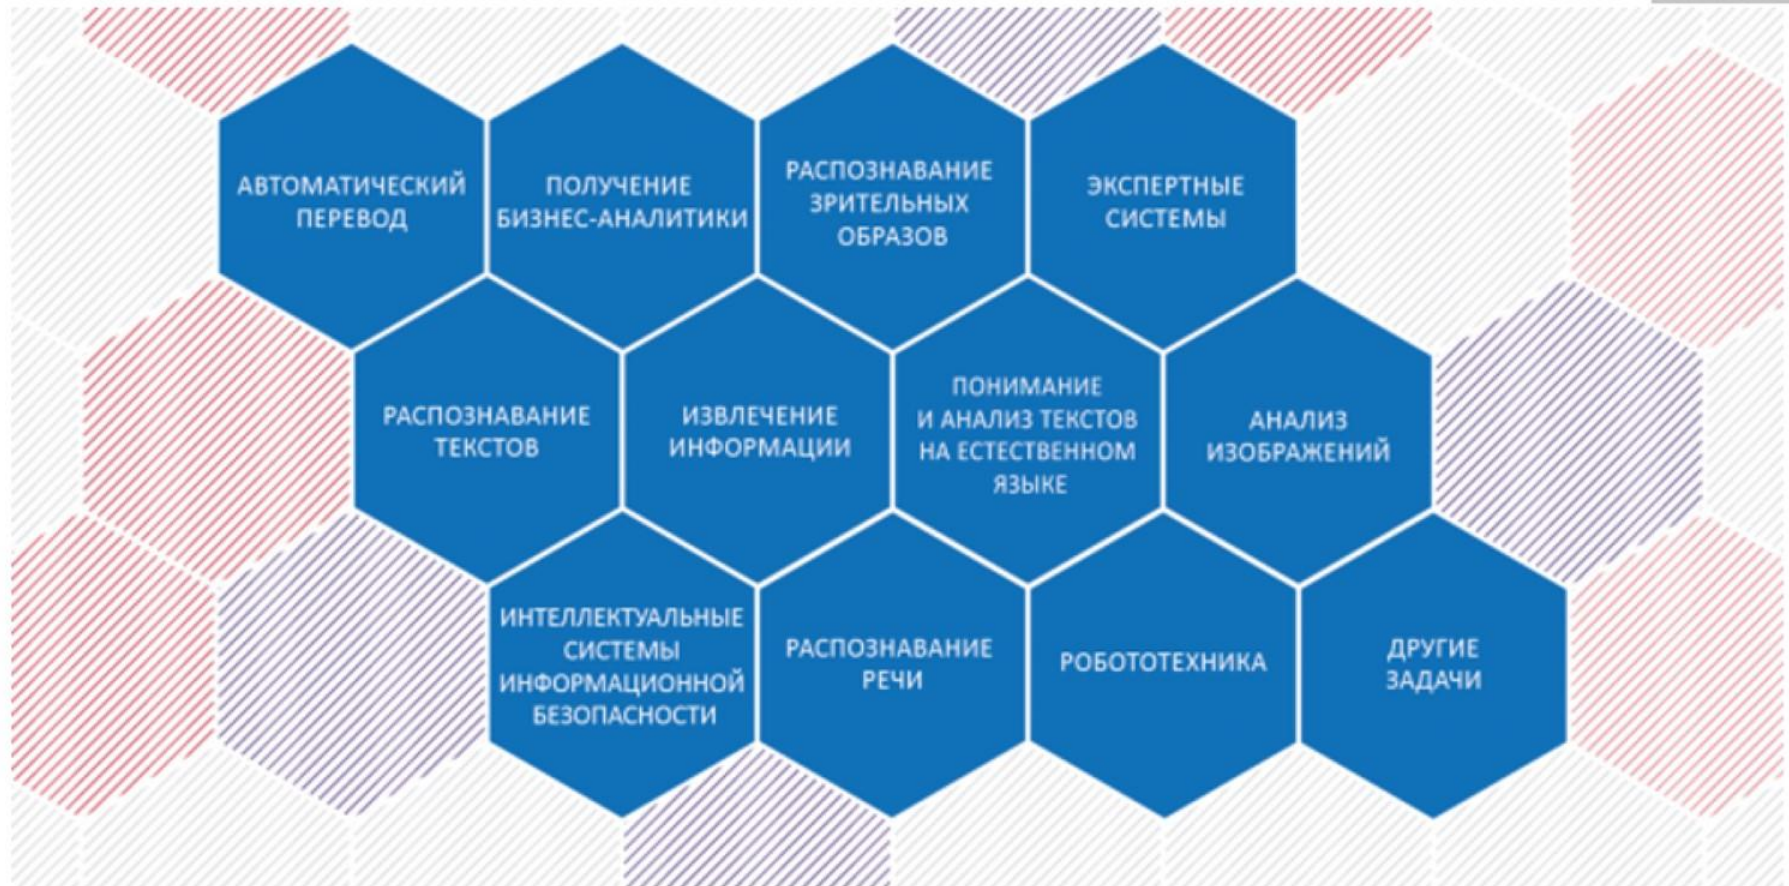 АВТОМАТИЧЕСКИЙ
ПЕРЕВОД
ПОЛУЧЕНИЕ
БИЗНЕС-АНАЛИТИКИ
РАСПОЗНАВАНИЕ
ЗРИТЕЛЬНЫХ
ОБРАЗОВ
ЭКСПЕРТНЫЕ
СИСТЕМЫ
РАСПОЗНАВАНИЕ
ТЕКСТОВ
ИЗВЛЕЧЕНИЕ
ИНФОРМАЦИИ
ПОНИМАНИЕ
И АНАЛИЗ ТЕКСТОВ
НА ЕСТЕСТВЕННОМ
ЯЗЫКЕ
АНАЛИЗ
ИЗОБРАЖЕНИЙ
ИНТЕЛЛЕКТУАЛЬНЫЕ
СИСТЕМЫ
ИНФОРМАЦИОННОЙ
БЕЗОПАСНОСТИ
РАСПОЗНАВАНИЕ
РЕЧИ
РОБОТОТЕХНИКА
ДРУГИЕ
ЗАДАЧИ